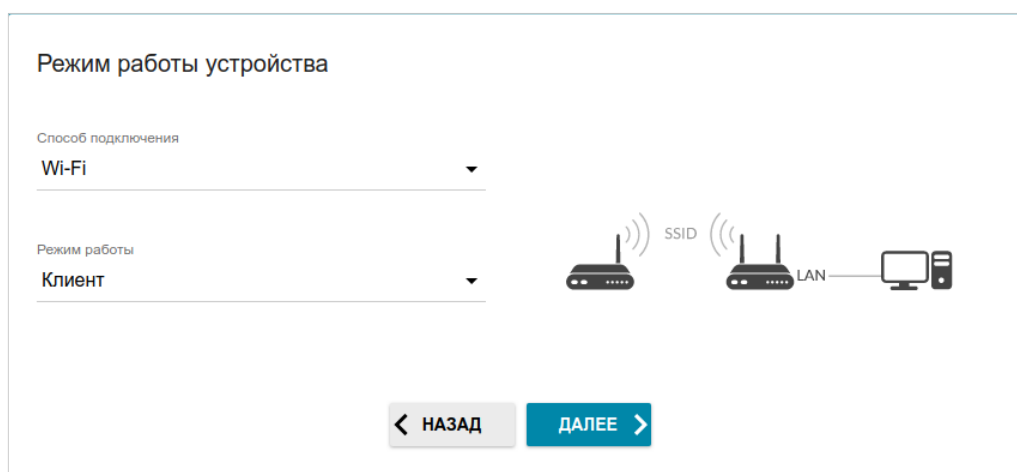 Режим работы устройства
Способ подключения
Wi-Fi
Режим работы
Клиент
SSID
LAN
НАЗАД
ДАЛЕЕ